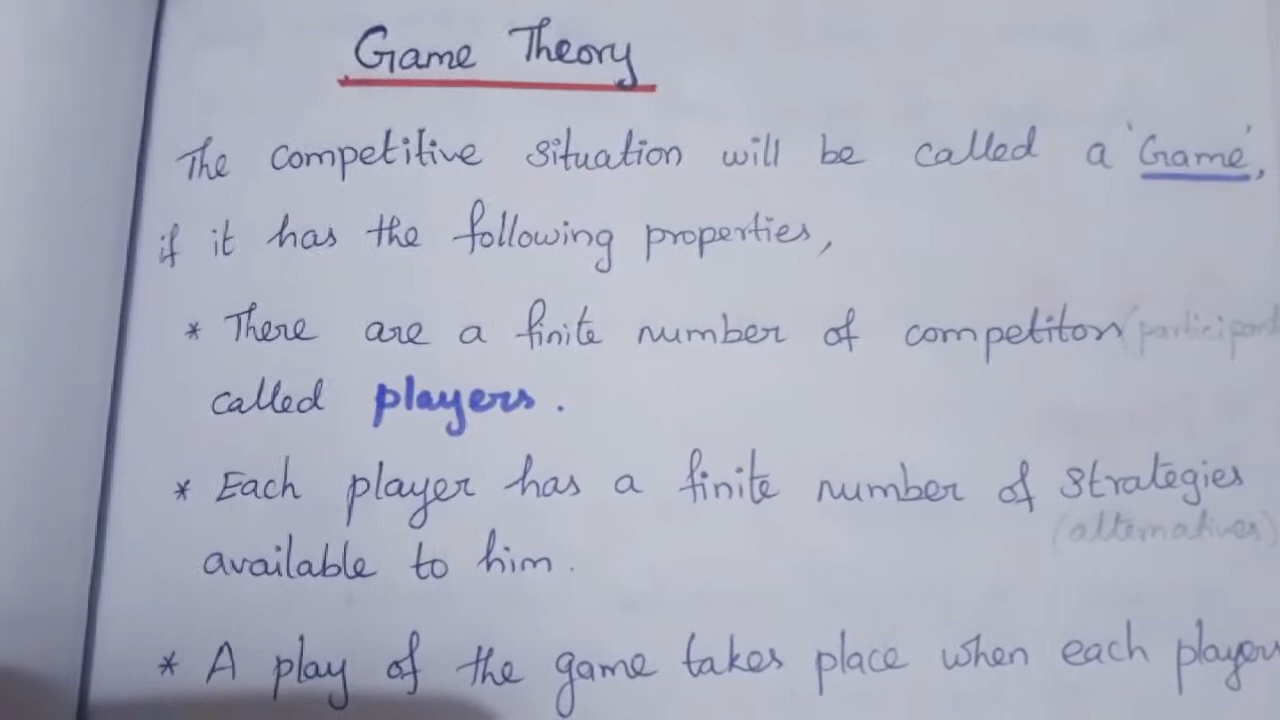 Game Theory
The competitive situation will be called a 'Game',
if it has the following properties,
* There are a finite number of competitors (participant
called players.
* Each player has a finite number of strategies
(alternatives)
available to him.
* A play of the game takes place when each players